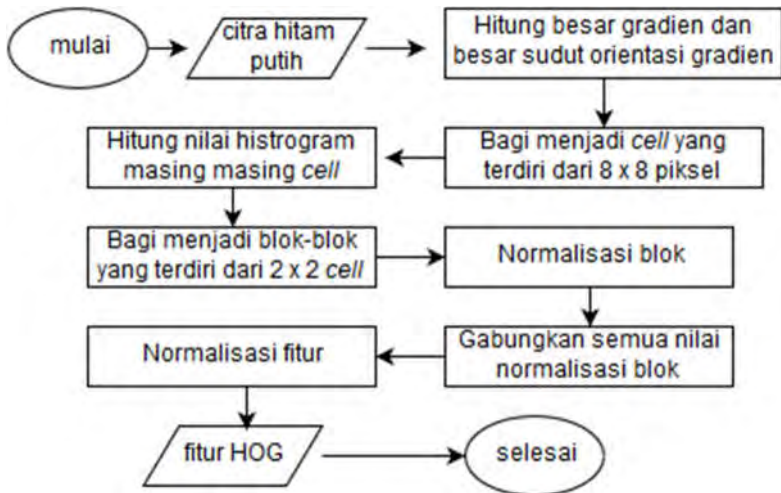 mulai
citra hitam
putih
Hitung besar gradien dan
besar sudut orientasi gradien
Bagi menjadi cell yang
terdiri dari 8 x 8 piksel
Hitung nilai histrogram
masing masing cell
Bagi menjadi blok-blok
yang terdiri dari 2 x 2 cell
Normalisasi blok
Gabungkan semua nilai
normalisasi blok
Normalisasi fitur
fitur HOG
selesai